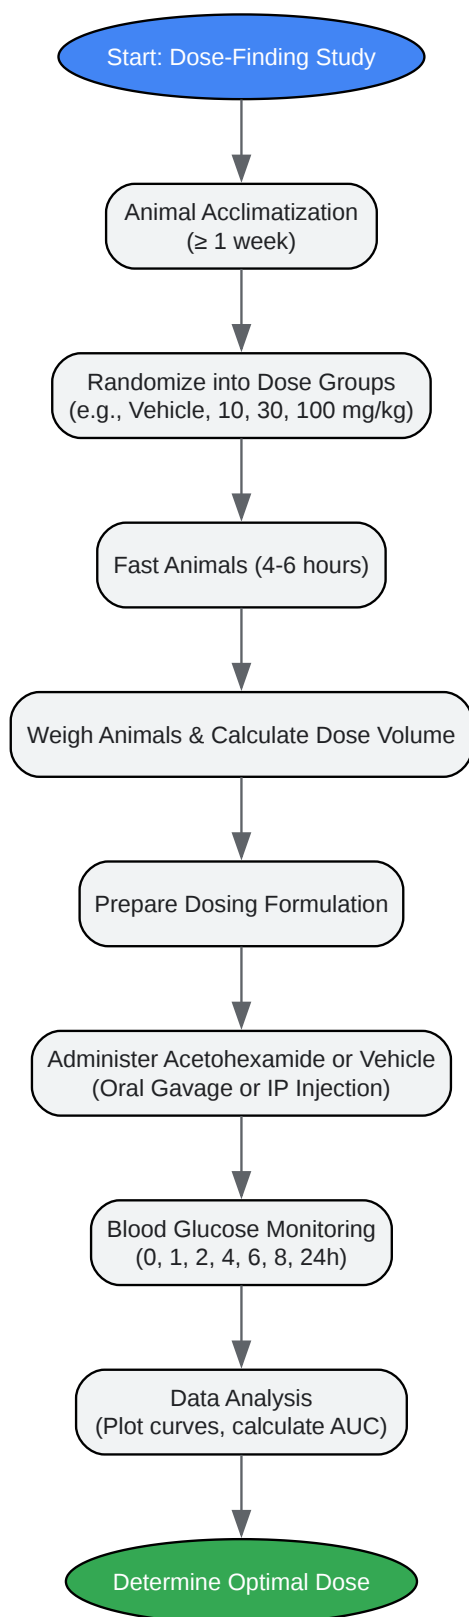 Start: Dose-Finding Study
Animal Acclimatization
(≥ 1 week)
Randomize into Dose Groups
(e.g., Vehicle, 10, 30, 100 mg/kg)
Fast Animals (4-6 hours)
Weigh Animals & Calculate Dose Volume
Prepare Dosing Formulation
Administer Acetohexamide or Vehicle
(Oral Gavage or IP Injection)
Blood Glucose Monitoring
(0, 1, 2, 4, 6, 8, 24h)
Data Analysis
(Plot curves, calculate AUC)
Determine Optimal Dose